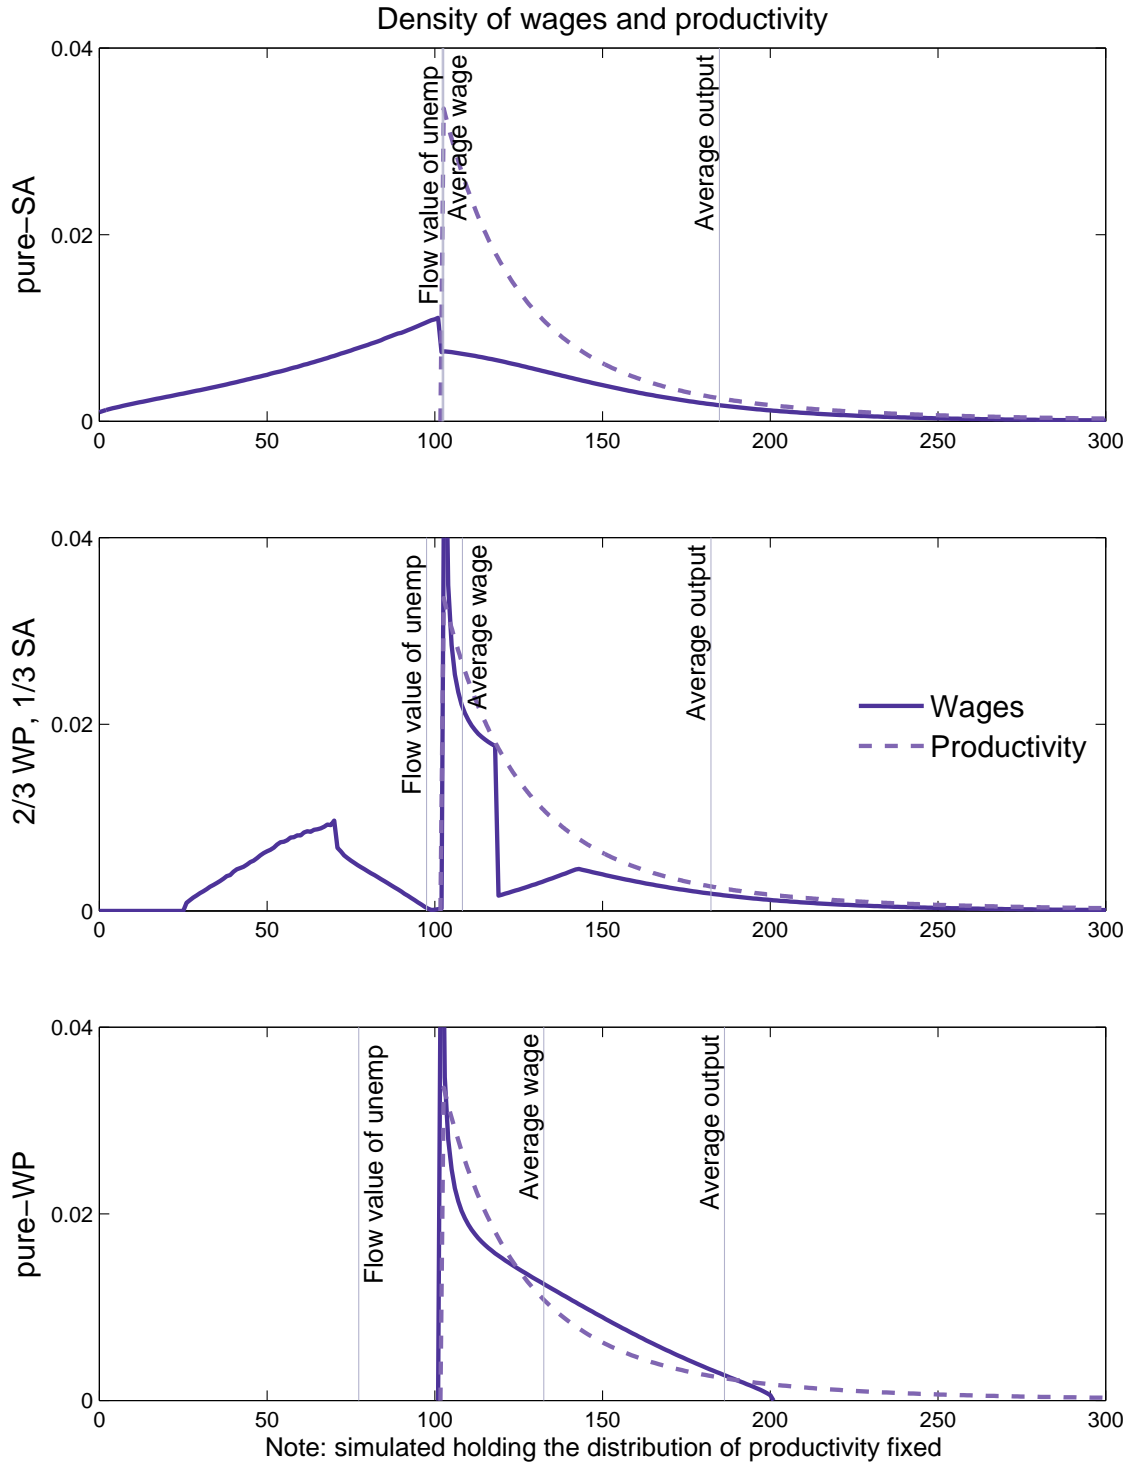 Density of wages and productivity
pure–SA
0.04
0.02
0
Flow value of unemp
Average wage
Average output
0
50
100
150
200
250
300
2/3 WP, 1/3 SA
0.04
0.02
0
Flow value of unemp
Average wage
Average output
Wages
Productivity
0
50
100
150
200
250
300
pure–WP
0.04
0.02
0
Flow value of unemp
Average wage
Average output
0
50
100
150
200
250
300
Note: simulated holding the distribution of productivity fixed